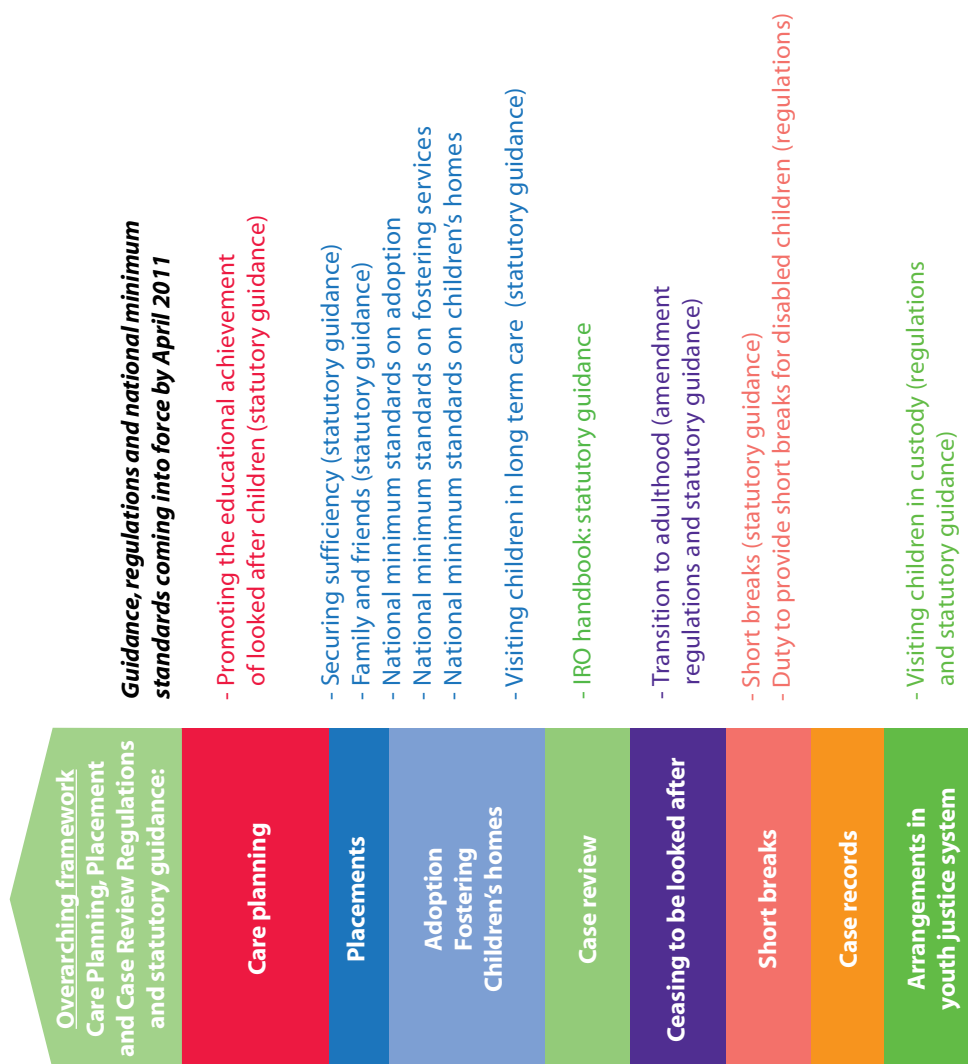 Overarching framework
Care Planning, Placement
and Case Review Regulations
and statutory guidance:
Guidance, regulations and national minimum
standards coming into force by April 2011
Care planning
- Promoting the educational achievement
of looked after children (statutory guidance)
Placements
- Securing sufficiency (statutory guidance)
- Family and friends (statutory guidance)
Adoption
Fostering
Children's homes
- National minimum standards on adoption
- National minimum standards on fostering services
- National minimum standards on children's homes
- Visiting children in long term care (statutory guidance)
Case review
- IRO handbook: statutory guidance
Ceasing to be looked after
- Transition to adulthood (amendment
regulations and statutory guidance)
Short breaks
- Short breaks (statutory guidance)
- Duty to provide short breaks for disabled children (regulations)
Case records
Arrangements in
youth justice system
- Visiting children in custody (regulations
and statutory guidance)